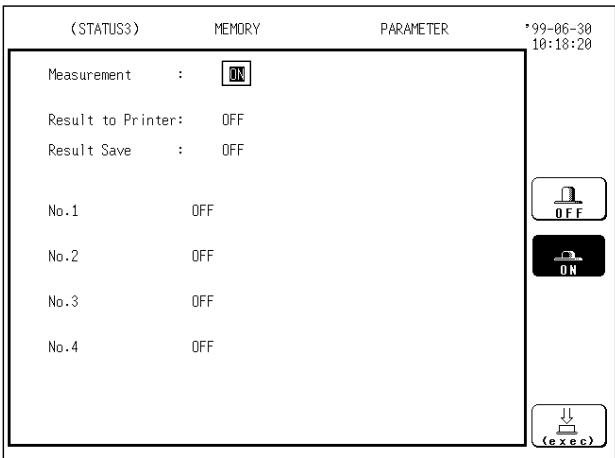 (STATUS3) MEMORY PARAMETER '99-06-30
10:18:20
Measurement : ON
Result to Printer: OFF
Result Save : OFF
No.1 OFF
OFF
No.2 OFF
ON
No.3 OFF
No.4 OFF
(exec)